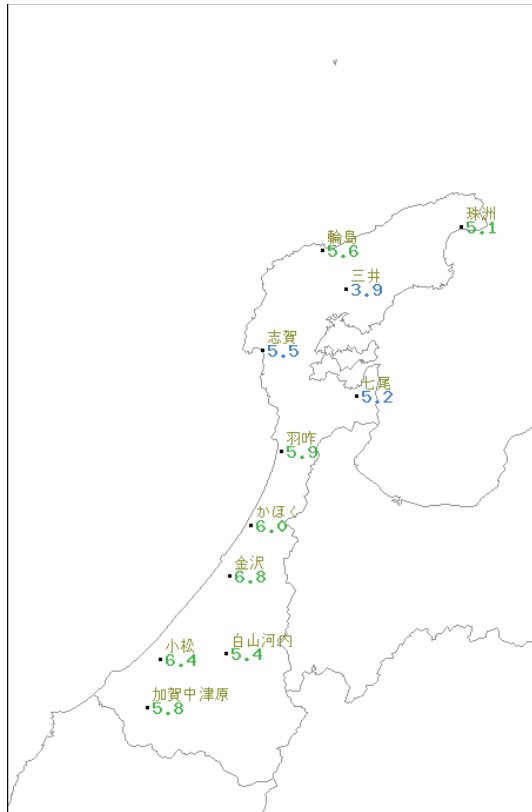 珠洲
5.1
輪島
5.6
三井
3.9
志賀
5.5
七尾
5.2
羽咋
5.9
かほく
6.0
金沢
6.8
白山河内
5.4
小松
6.4
加賀中津原
5.8